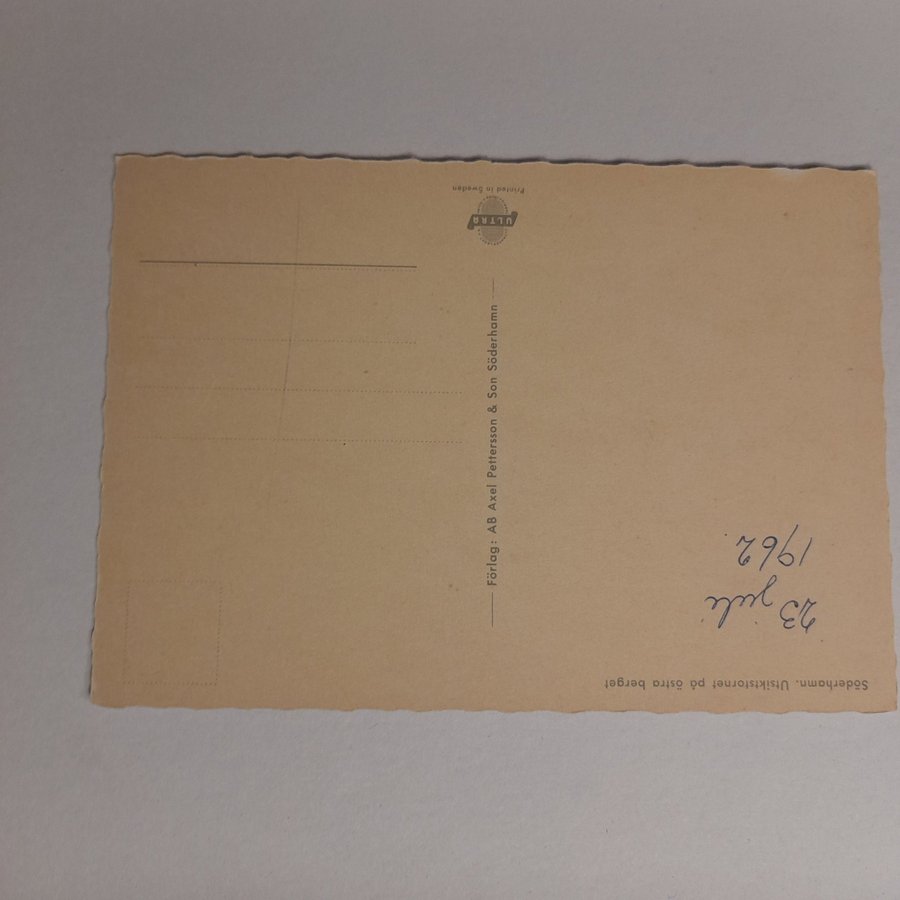 Söderhamn. Utsiktstornet på östra berget
23 juli
1962.
Förlag: AB Axel Pettersson & Son Söderhamn
ULTRA
Printed in Sweden